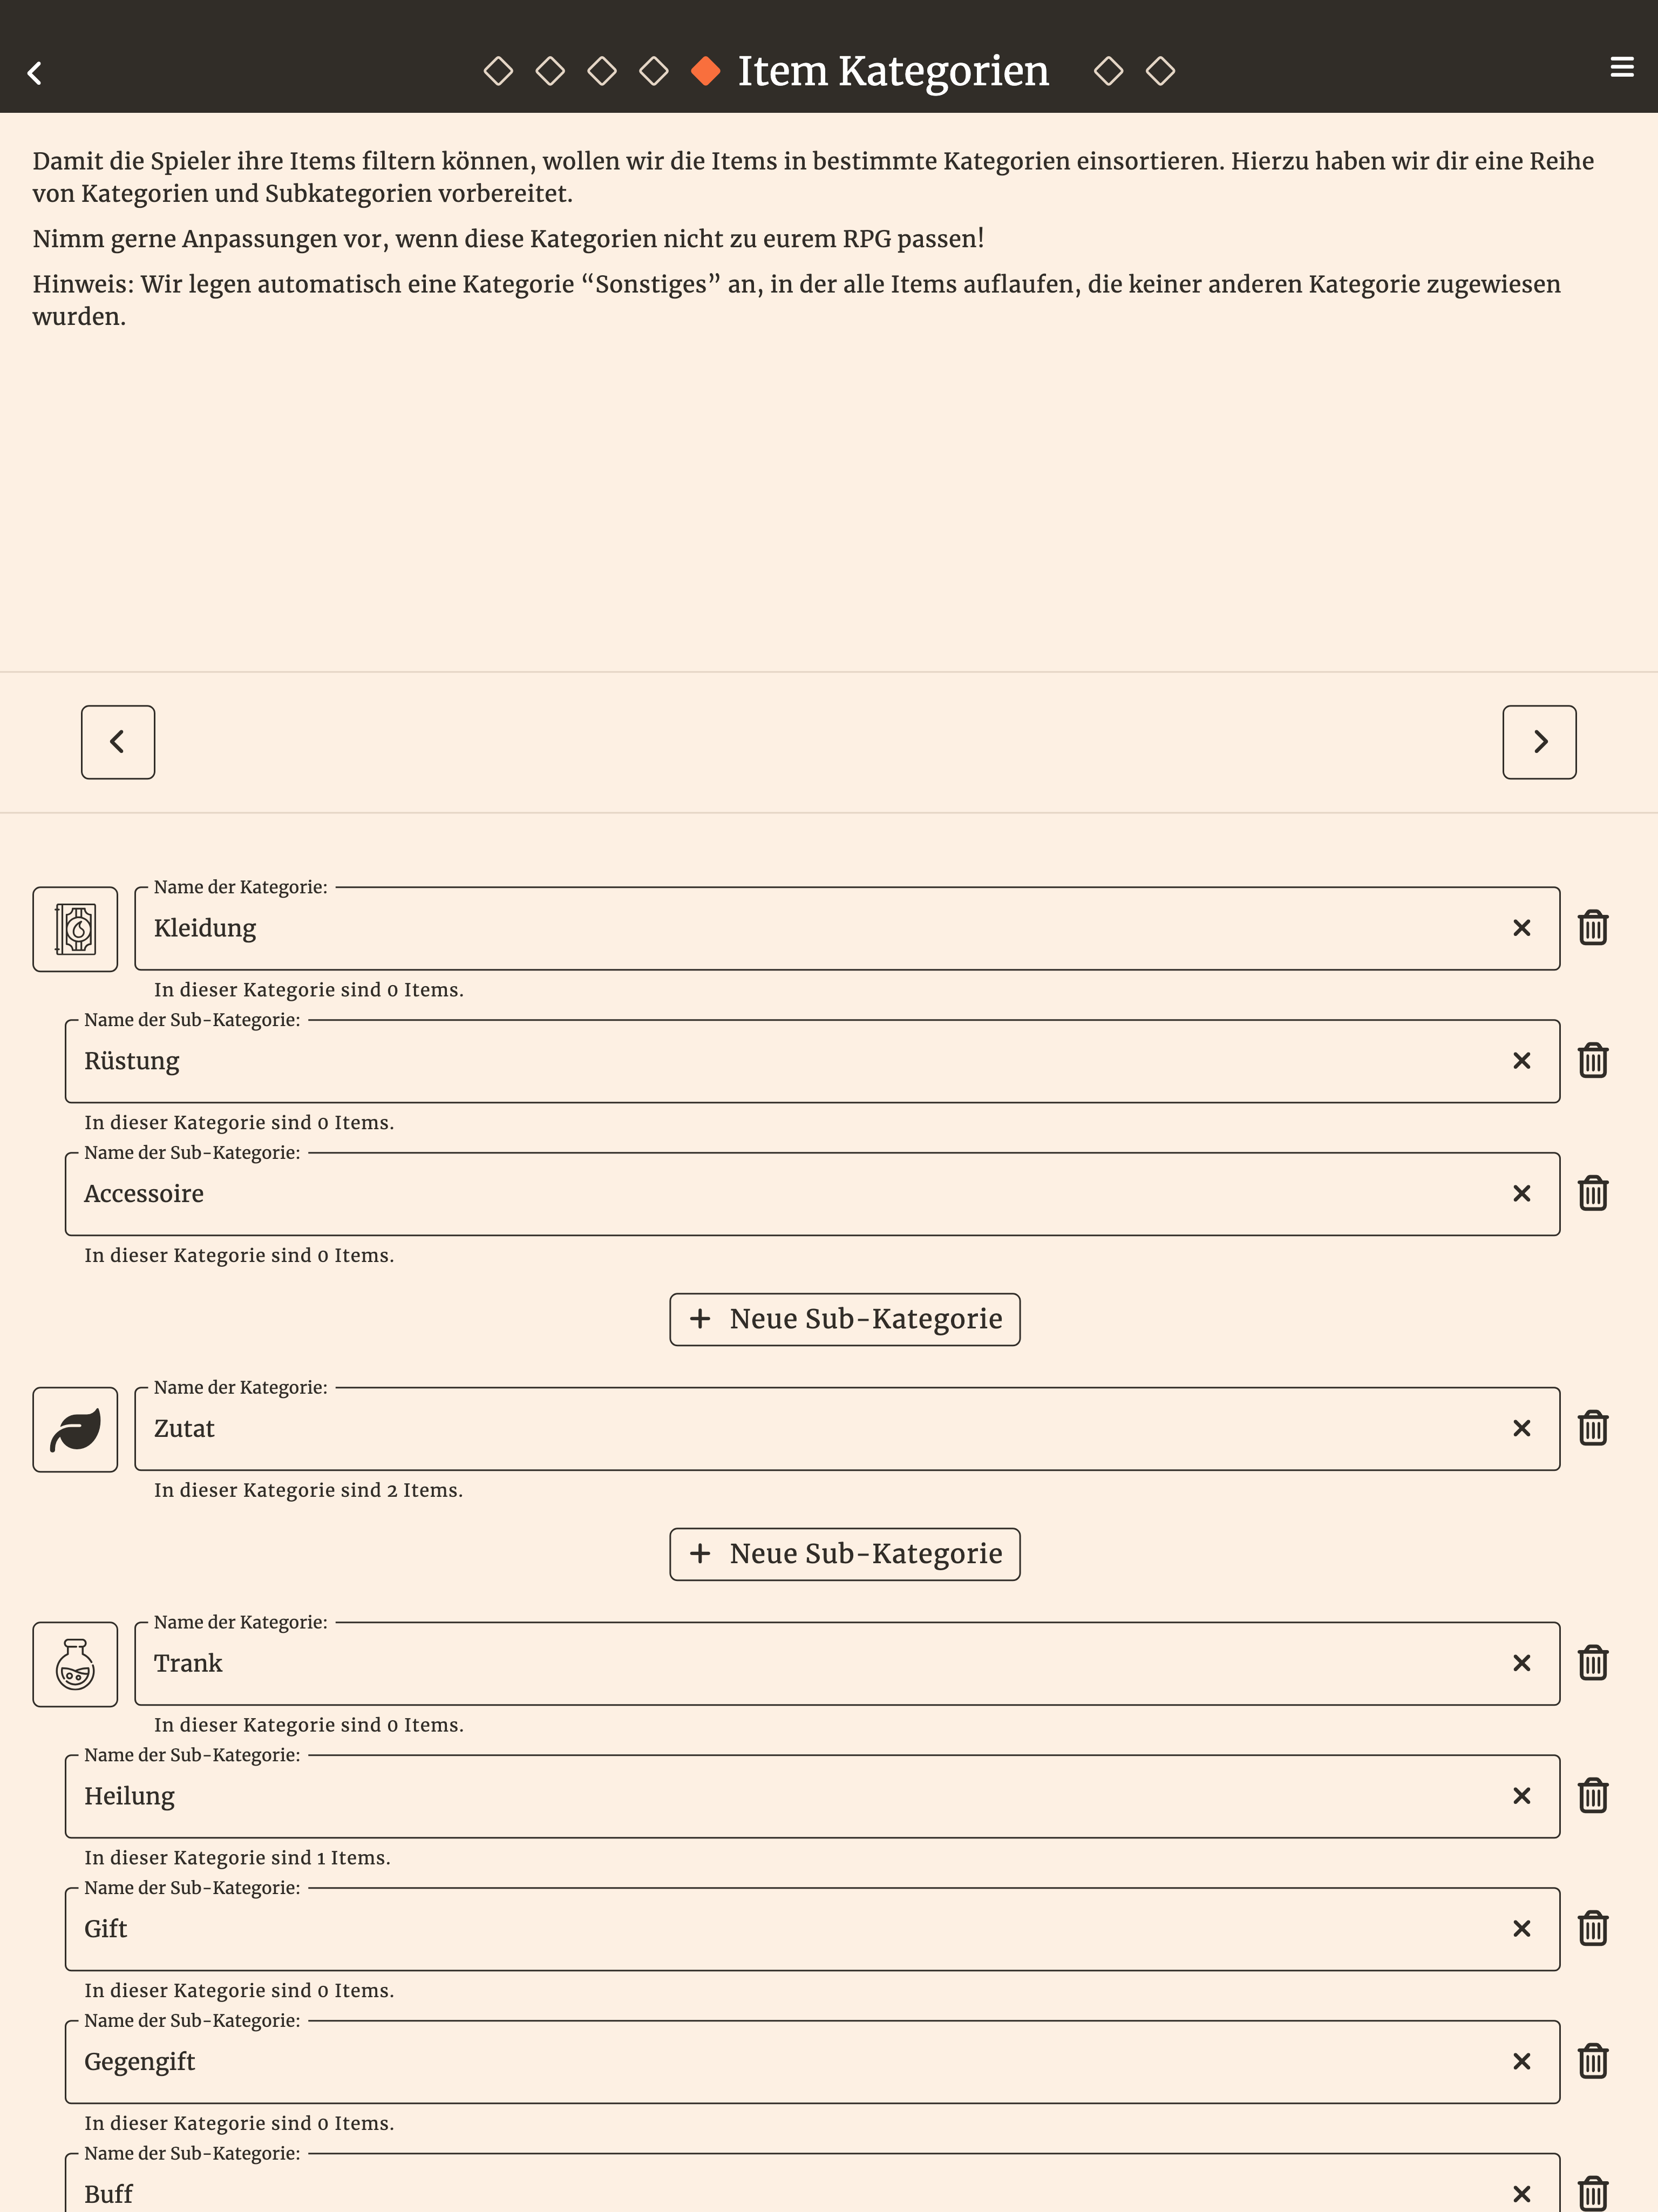 Item Kategorien
Damit die Spieler ihre Items filtern können, wollen wir die Items in bestimmte Kategorien einsortieren. Hierzu haben wir dir eine Reihe
von Kategorien und Subkategorien vorbereitet.
Nimm gerne Anpassungen vor, wenn diese Kategorien nicht zu eurem RPG passen!
Hinweis: Wir legen automatisch eine Kategorie “Sonstiges” an, in der alle Items auflaufen, die keiner anderen Kategorie zugewiesen
wurden.
Name der Kategorie:
Kleidung
In dieser Kategorie sind 0 Items.
Name der Sub-Kategorie:
Rüstung
In dieser Kategorie sind 0 Items.
Name der Sub-Kategorie:
Accessoire
In dieser Kategorie sind 0 Items.
+ Neue Sub-Kategorie
Name der Kategorie:
Zutat
In dieser Kategorie sind 2 Items.
+ Neue Sub-Kategorie
Name der Kategorie:
Trank
In dieser Kategorie sind 0 Items.
Name der Sub-Kategorie:
Heilung
In dieser Kategorie sind 1 Items.
Name der Sub-Kategorie:
Gift
In dieser Kategorie sind 0 Items.
Name der Sub-Kategorie:
Gegengift
In dieser Kategorie sind 0 Items.
Name der Sub-Kategorie:
Buff